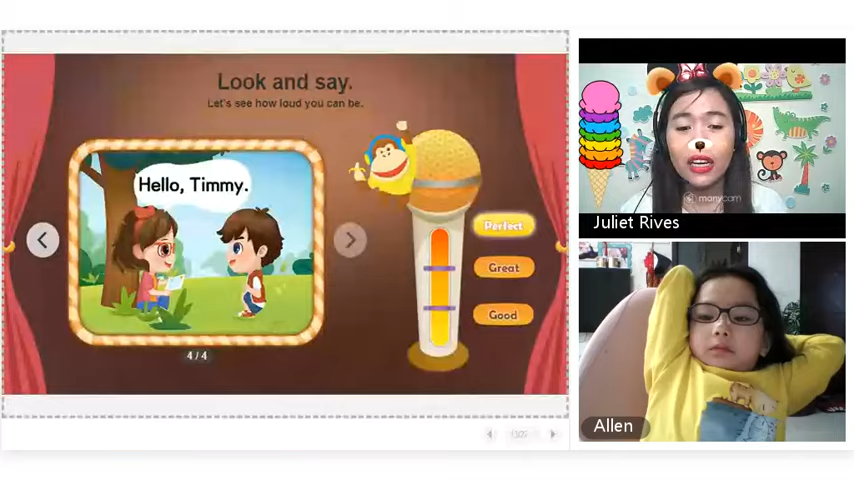 Look and say.
Let's see how loud you can be.
Hello, Timmy.
Perfect
Great
Good
4 / 4
manycam
Juliet Rives
Allen